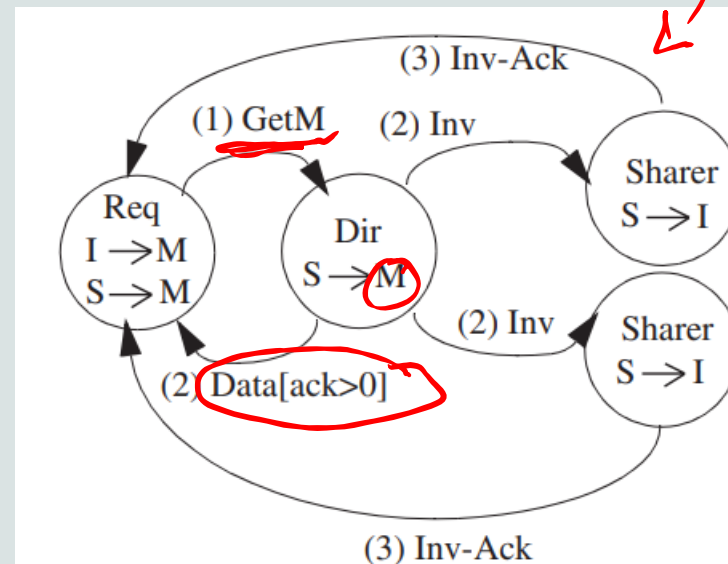 (3) Inv-Ack
(1) GetM
(2) Inv
Req
I → M
S → M
Dir
S → M
Sharer
S → I
(2) Inv
Sharer
S → I
(2) Data[ack>0]
(3) Inv-Ack